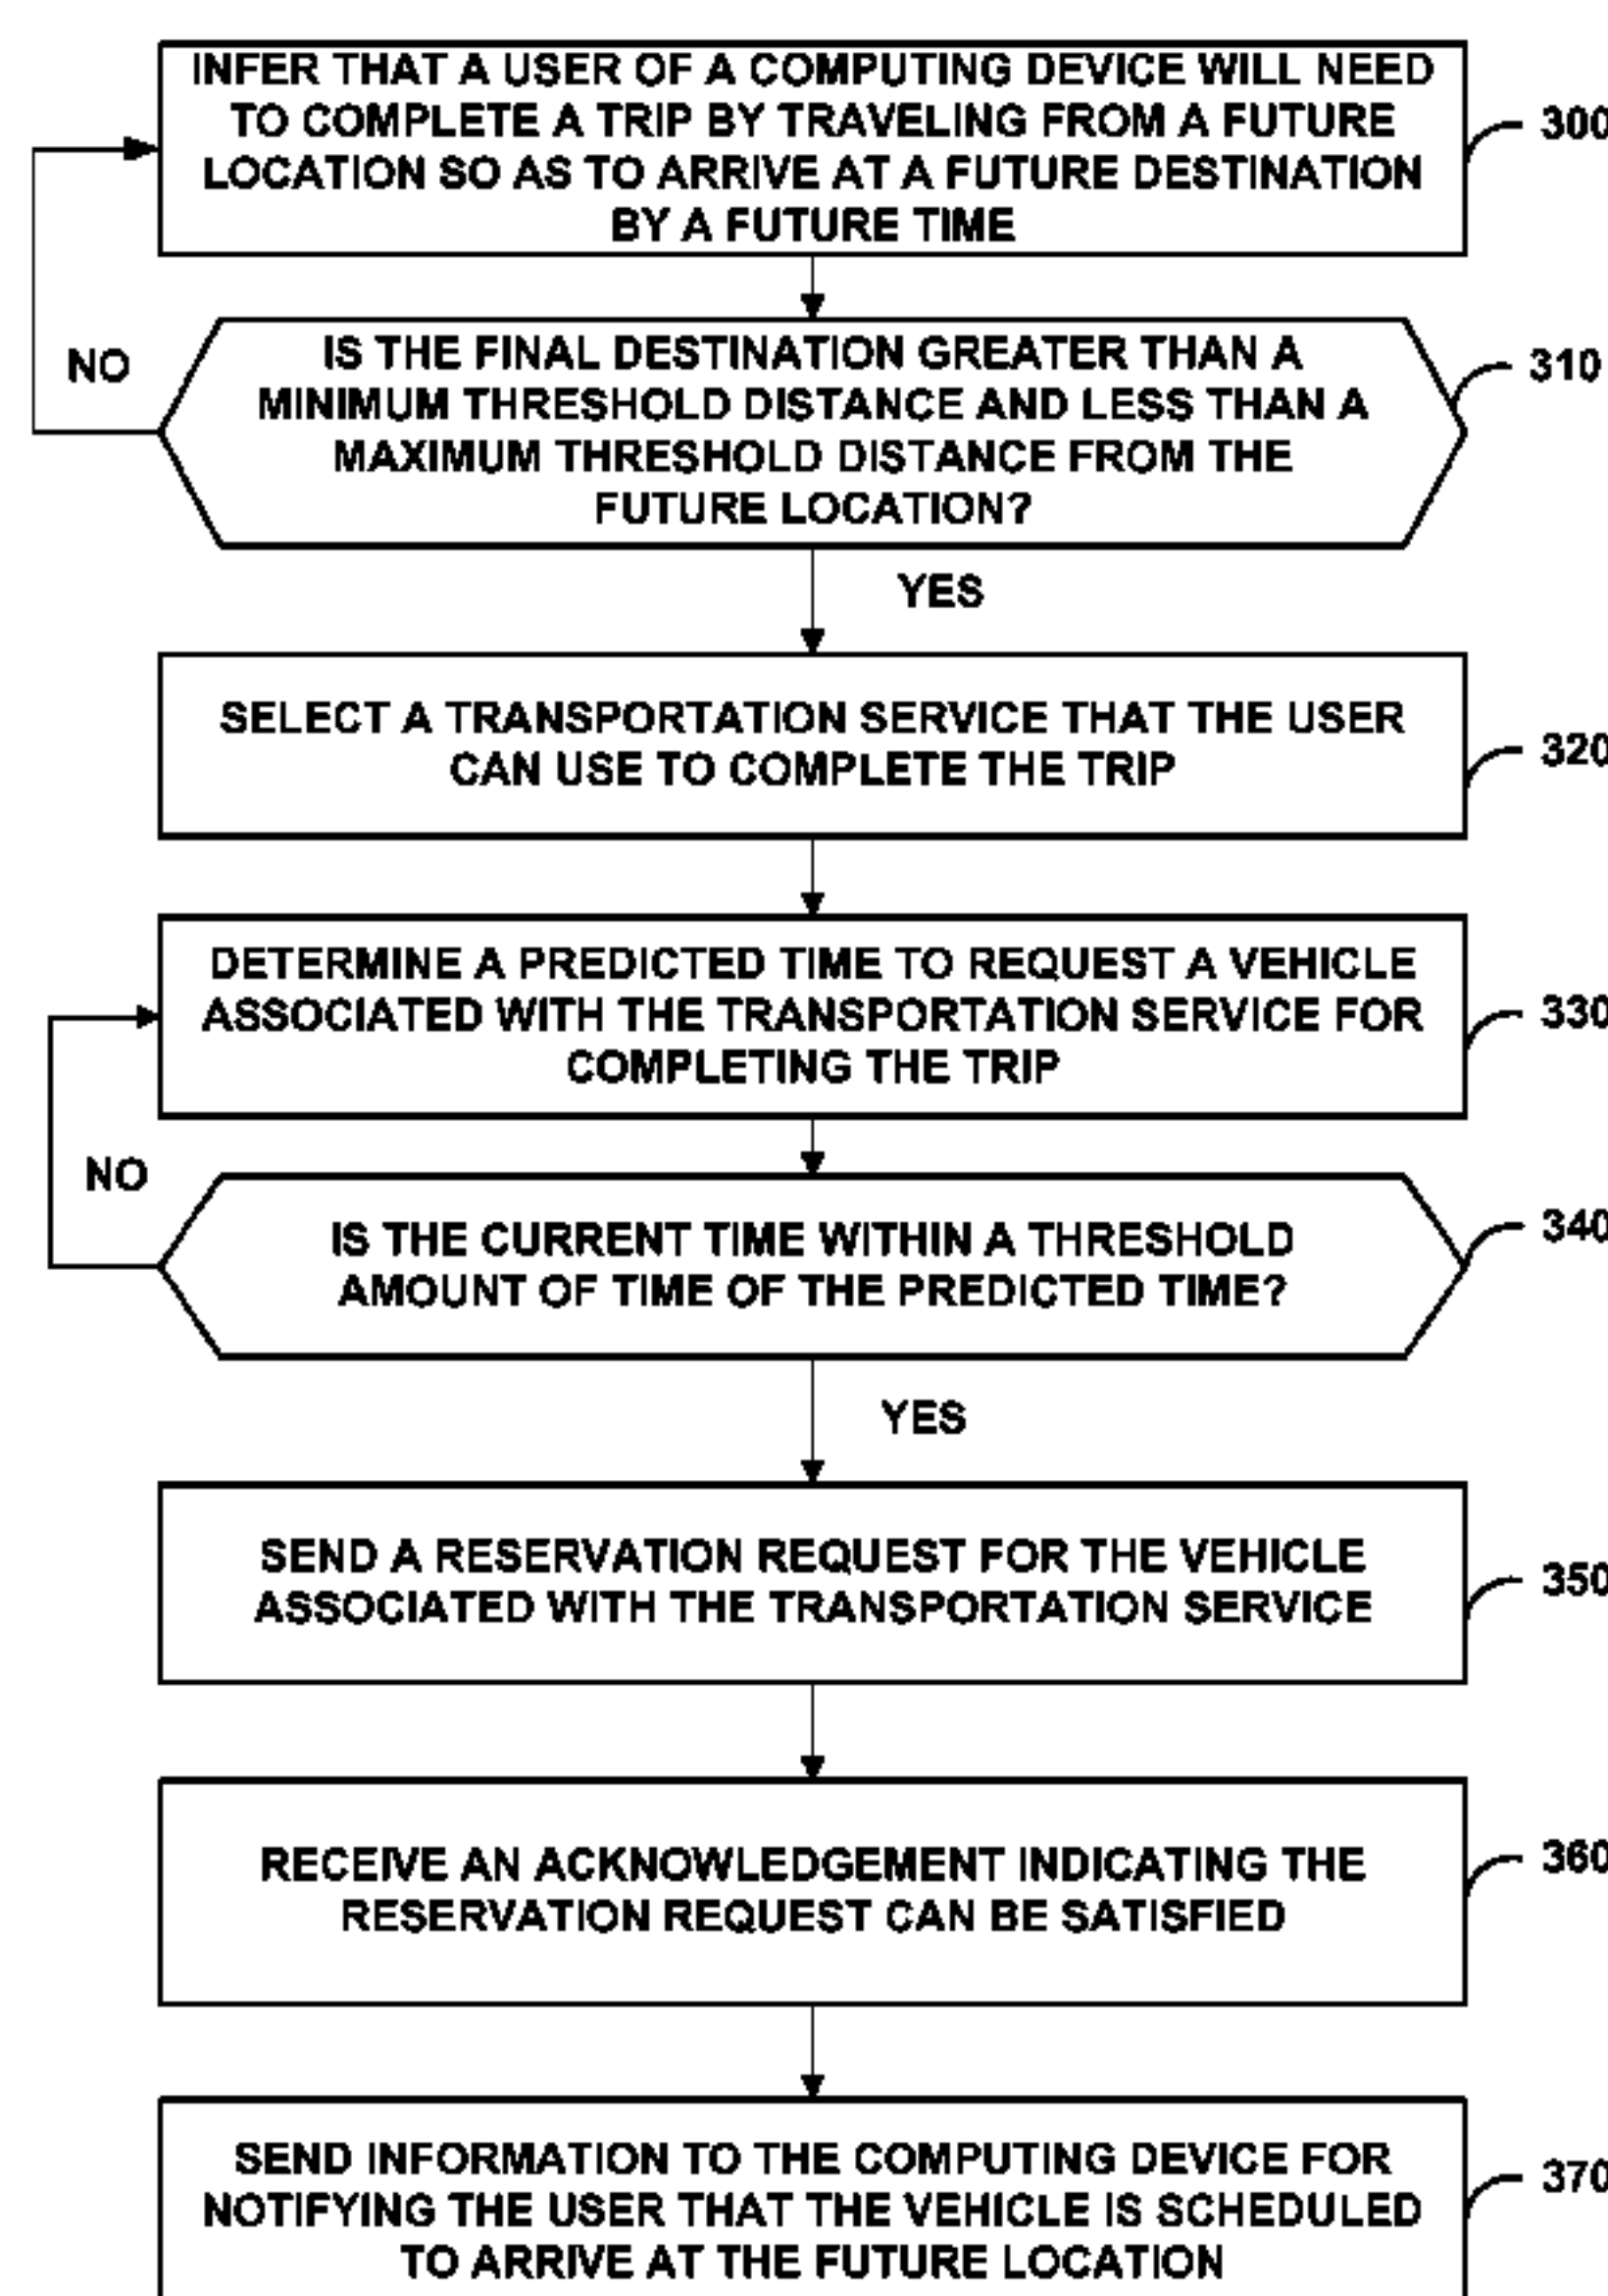 INFER THAT A USER OF A COMPUTING DEVICE WILL NEED
TO COMPLETE A TRIP BY TRAVELING FROM A FUTURE
LOCATION SO AS TO ARRIVE AT A FUTURE DESTINATION
BY A FUTURE TIME
300
NO
IS THE FINAL DESTINATION GREATER THAN A
MINIMUM THRESHOLD DISTANCE AND LESS THAN A
MAXIMUM THRESHOLD DISTANCE FROM THE
FUTURE LOCATION?
310
YES
SELECT A TRANSPORTATION SERVICE THAT THE USER
CAN USE TO COMPLETE THE TRIP
320
DETERMINE A PREDICTED TIME TO REQUEST A VEHICLE
ASSOCIATED WITH THE TRANSPORTATION SERVICE FOR
COMPLETING THE TRIP
330
NO
IS THE CURRENT TIME WITHIN A THRESHOLD
AMOUNT OF TIME OF THE PREDICTED TIME?
340
YES
SEND A RESERVATION REQUEST FOR THE VEHICLE
ASSOCIATED WITH THE TRANSPORTATION SERVICE
350
RECEIVE AN ACKNOWLEDGEMENT INDICATING THE
RESERVATION REQUEST CAN BE SATISFIED
360
SEND INFORMATION TO THE COMPUTING DEVICE FOR
NOTIFYING THE USER THAT THE VEHICLE IS SCHEDULED
TO ARRIVE AT THE FUTURE LOCATION
370